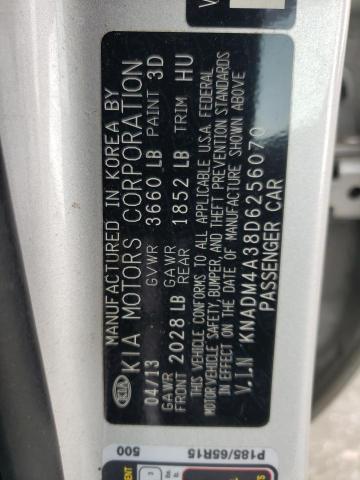 MANUFACTURED IN KOREA BY
KIA KIA MOTORS CORPORATION
04/13 GVWR 3660 LB PAINT 3D
GAWR FRONT 2028 LB GAWR REAR 1852 LB TRIM HU
THIS VEHICLE CONFORMS TO ALL APPLICABLE U.S.A. FEDERAL
MOTOR VEHICLE SAFETY, BUMPER, AND THEFT PREVENTION STANDARDS
IN EFFECT ON THE DATE OF MANUFACTURE SHOWN ABOVE
V.I.N KNADM4A38D6256070
PASSENGER CAR
P185/65R15
500